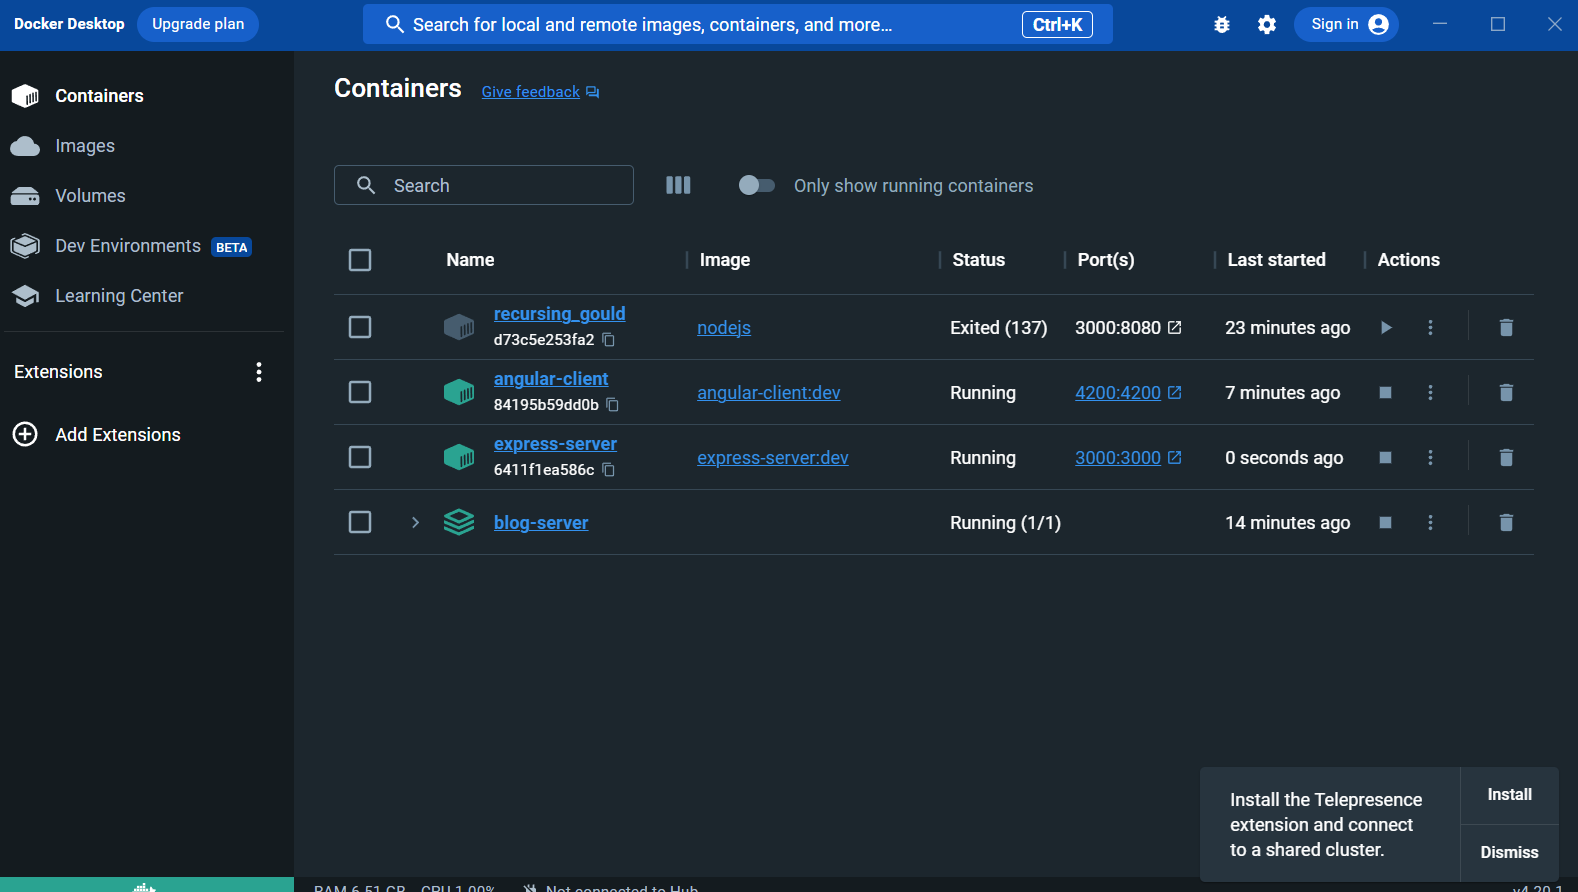 Docker Desktop Upgrade plan Search for local and remote images, containers, and more... Ctrl+K Sign in
Containers
Images
Volumes
Dev Environments BETA
Learning Center
Extensions
Add Extensions
Containers Give feedback
Search Only show running containers
Name Image Status Port(s) Last started Actions
recursing_gould
d73c5e253fa2
nodejs Exited (137) 3000:8080 23 minutes ago
angular-client
84195b59dd0b
angular-client:dev Running 4200:4200 7 minutes ago
express-server
6411f1ea586c
express-server:dev Running 3000:3000 0 seconds ago
blog-server Running (1/1) 14 minutes ago
Install the Telepresence
extension and connect
to a shared cluster.
Install
Dismiss
RAM 6.51 GB CPU 1.00% Not connected to Hub v4.20.1